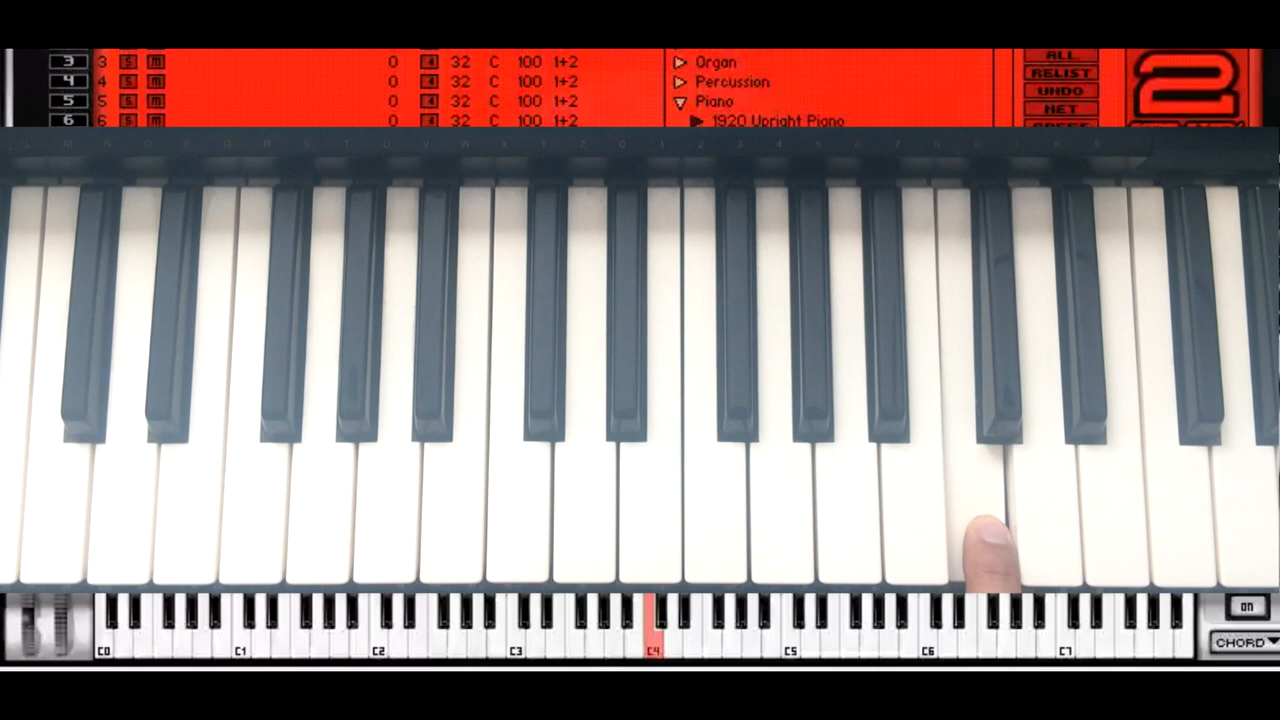 3 3 S M 0 4 32 C 100 1+2 Organ ALL
4 4 S M 0 4 32 C 100 1+2 Percussion RELIST
5 5 S M 0 4 32 C 100 1+2 Piano UNDO
6 6 S M 0 4 32 C 100 1+2 1920 Upright Piano NET
2
ON
CHORD
C0 C1 C2 C3 C4 C5 C6 C7